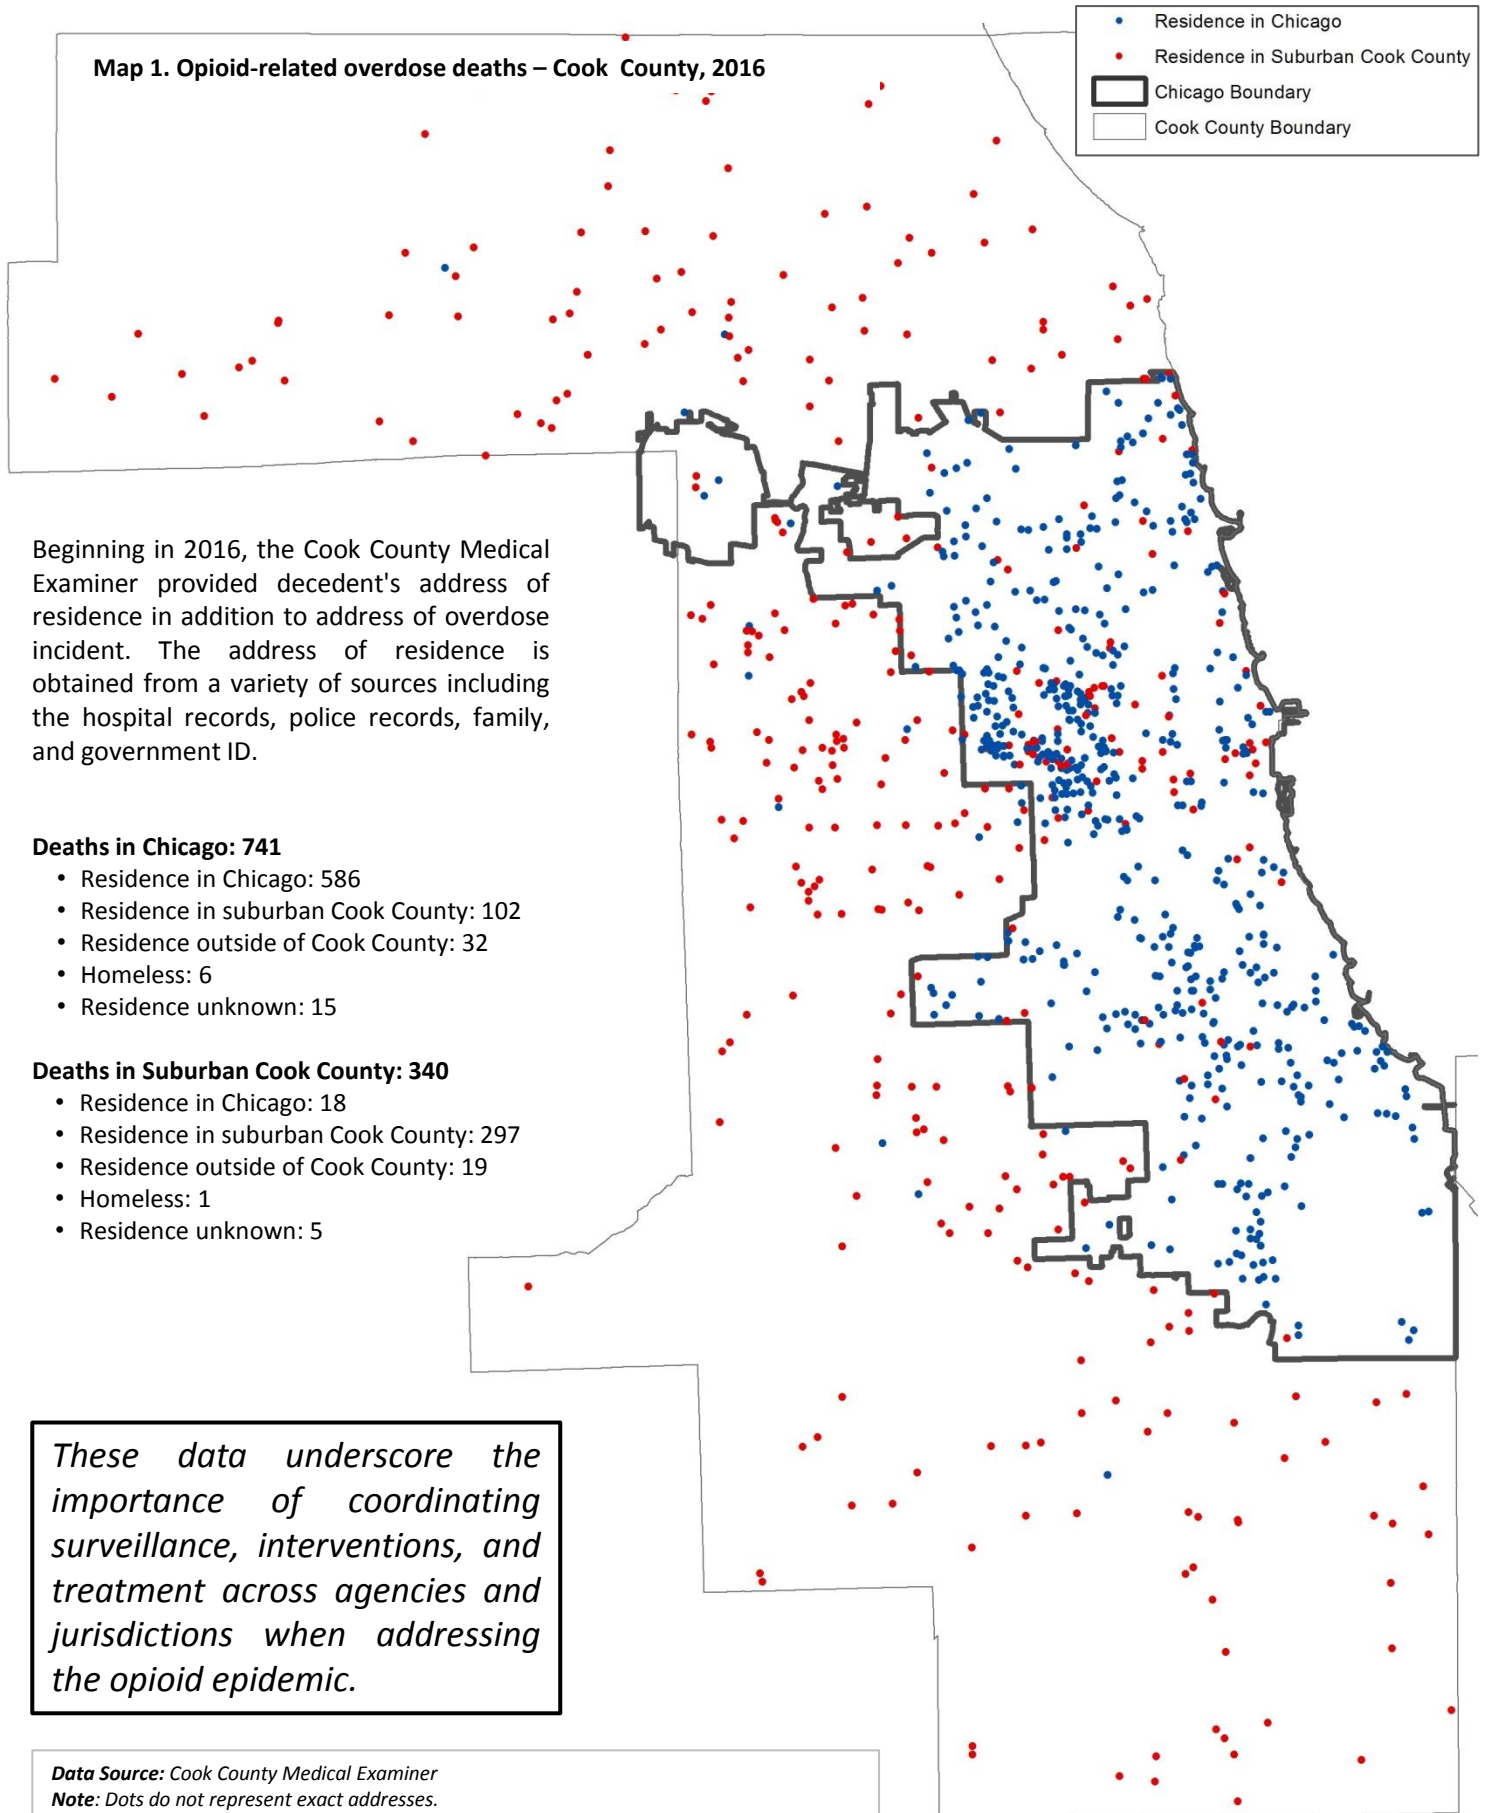 Residence in Chicago
Residence in Suburban Cook County
Chicago Boundary
Cook County Boundary
Map 1. Opioid-related overdose deaths – Cook County, 2016
Beginning in 2016, the Cook County Medical
Examiner provided decedent's address of
residence in addition to address of overdose
incident. The address of residence is
obtained from a variety of sources including
the hospital records, police records, family,
and government ID.
Deaths in Chicago: 741
• Residence in Chicago: 586
• Residence in suburban Cook County: 102
• Residence outside of Cook County: 32
• Homeless: 6
• Residence unknown: 15
Deaths in Suburban Cook County: 340
• Residence in Chicago: 18
• Residence in suburban Cook County: 297
• Residence outside of Cook County: 19
• Homeless: 1
• Residence unknown: 5
These data underscore the
importance of coordinating
surveillance, interventions, and
treatment across agencies and
jurisdictions when addressing
the opioid epidemic.
Data Source: Cook County Medical Examiner
Note: Dots do not represent exact addresses.